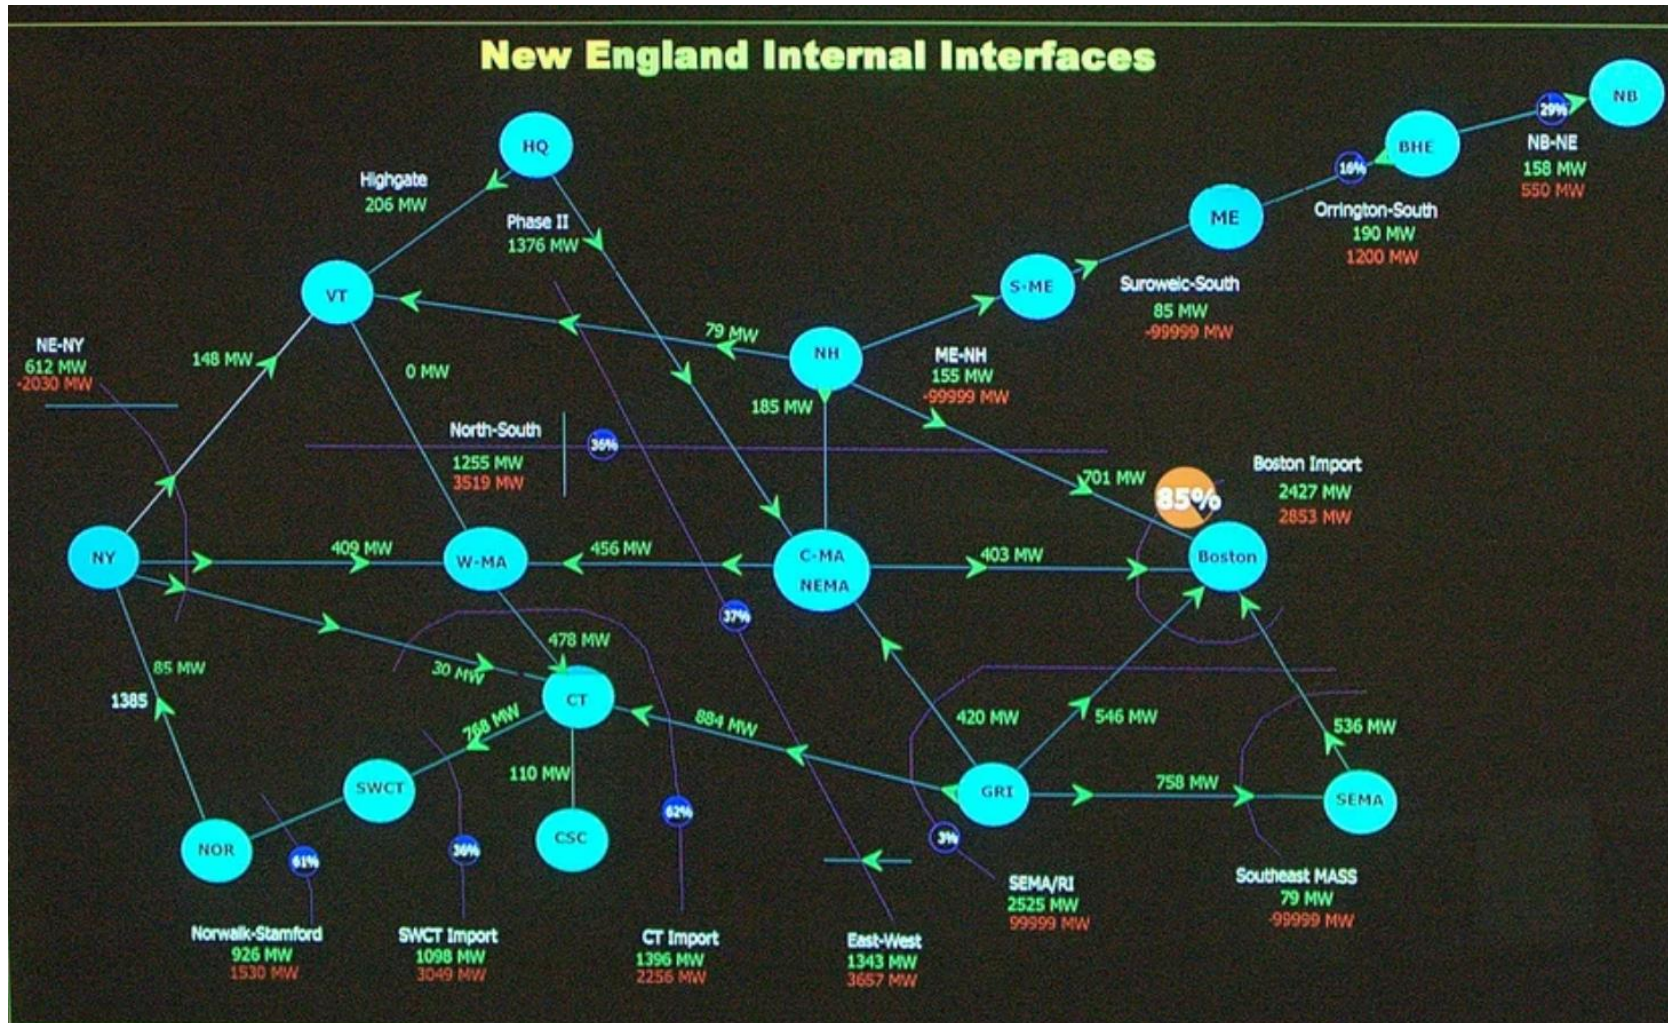 New England Internal Interfaces
NB
29%
NB-NE
158 MW
550 MW
BHE
16%
Orrington-South
190 MW
1200 MW
ME
HQ
Highgate
206 MW
Phase II
1376 MW
S-ME
Suroweic-South
85 MW
-99999 MW
VT
79 MW
NH
ME-NH
155 MW
-99999 MW
NE-NY
612 MW
-2030 MW
148 MW
0 MW
185 MW
North-South
1255 MW
3519 MW
36%
701 MW
85%
Boston Import
2427 MW
2853 MW
NY
409 MW
W-MA
456 MW
C-MA
NEMA
403 MW
Boston
37%
478 MW
30 MW
85 MW
1385
CT
768 MW
884 MW
420 MW
546 MW
536 MW
110 MW
758 MW
SWCT
GRI
SEMA
62%
NOR
CSC
61%
36%
3%
Norwalk-Stamford
926 MW
1530 MW
SWCT Import
1098 MW
3049 MW
CT Import
1396 MW
2256 MW
East-West
1343 MW
3657 MW
SEMA/RI
2525 MW
99999 MW
Southeast MASS
79 MW
-99999 MW